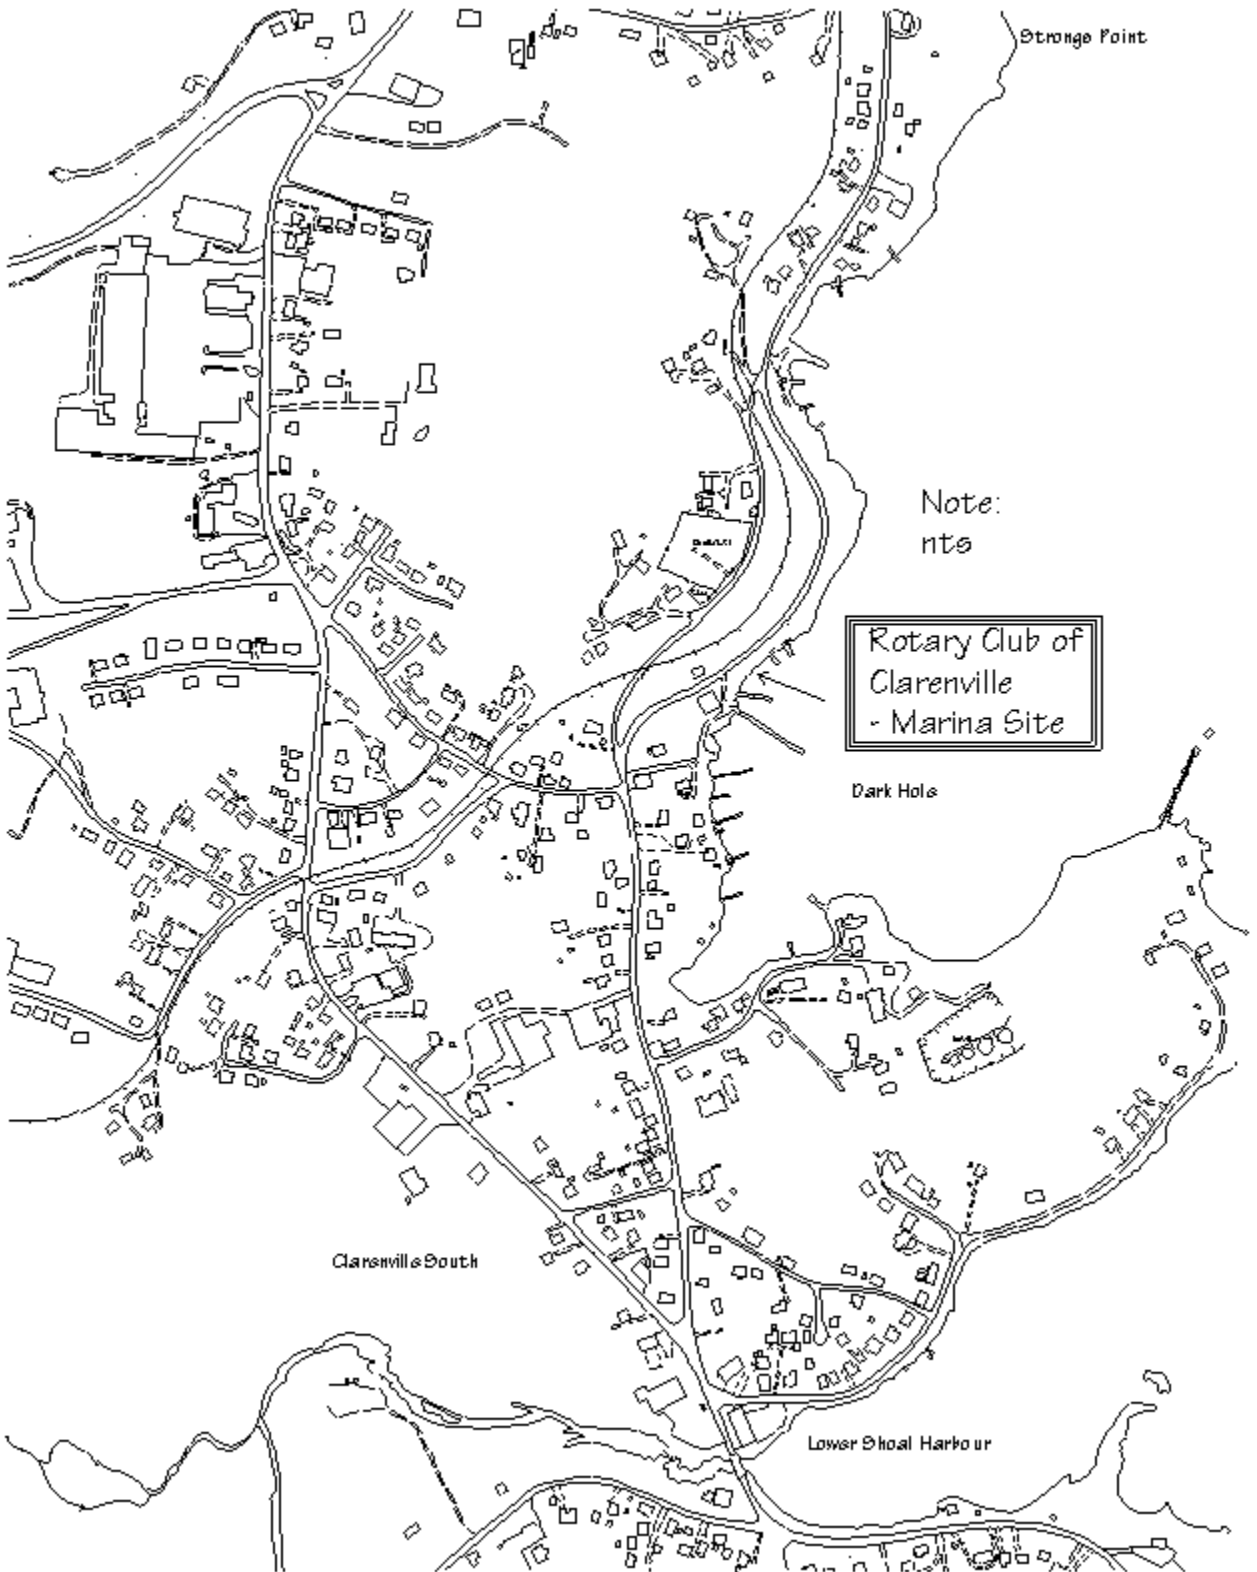 Stronge Point
Note:
nts
Rotary Club of
Clarenville
- Marina Site
Dark Hole
Clarenville South
Lower Shoal Harbour